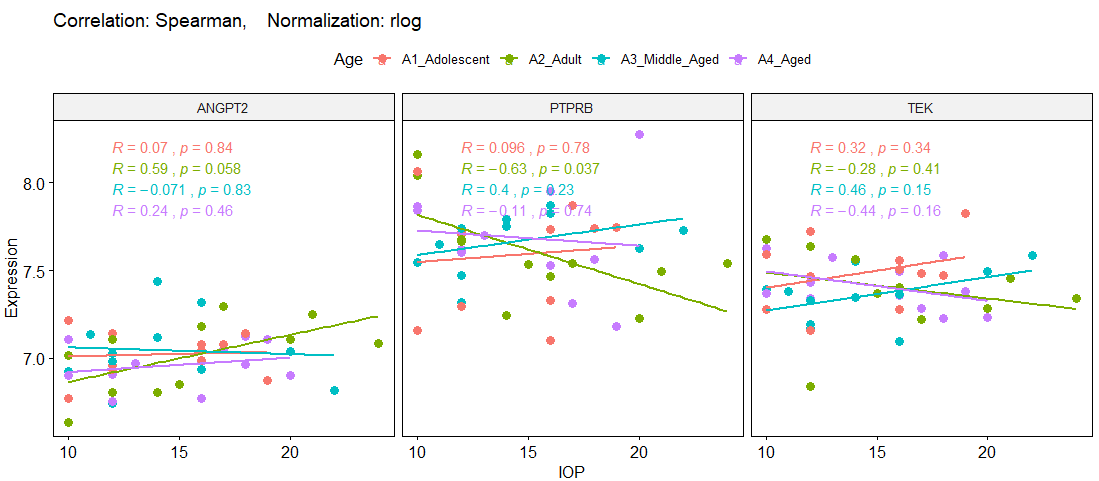 Correlation: Spearman,    Normalization: rlog
Age A1_Adolescent A2_Adult A3_Middle_Aged A4_Aged
ANGPT2 PTPRB TEK
R = 0.07 , p = 0.84
R = 0.59 , p = 0.058
R = −0.071 , p = 0.83
R = 0.24 , p = 0.46
R = 0.096 , p = 0.78
R = −0.63 , p = 0.037
R = 0.4 , p = 0.23
R = −0.11 , p = 0.74
R = 0.32 , p = 0.34
R = −0.28 , p = 0.41
R = 0.46 , p = 0.15
R = −0.44 , p = 0.16
8.0
7.5
7.0
Expression
10 15 20 10 15 20 10 15 20
IOP